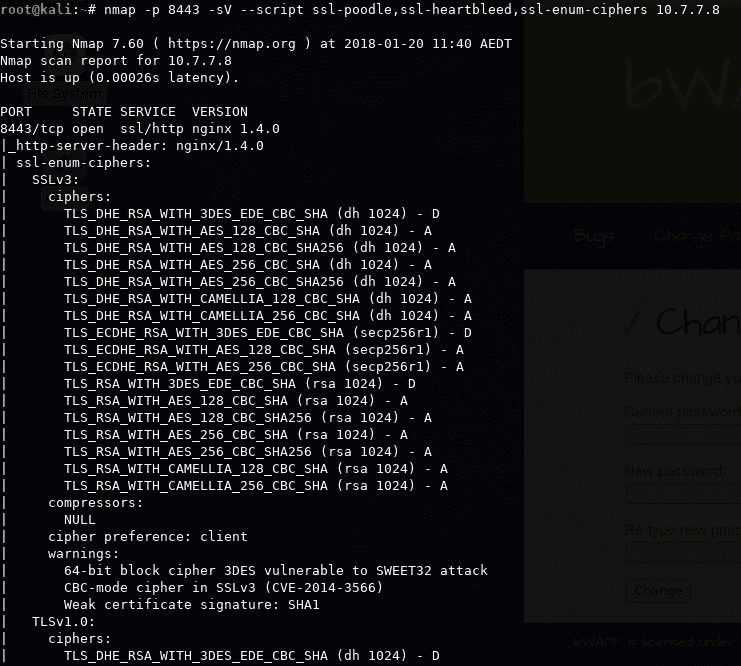 root@kali:~# nmap -p 8443 -sV --script ssl-poodle,ssl-heartbleed,ssl-enum-ciphers 10.7.7.8
Starting Nmap 7.60 ( https://nmap.org ) at 2018-01-20 11:40 AEDT
Nmap scan report for 10.7.7.8
Host is up (0.00026s latency).
File System
PORT     STATE SERVICE  VERSION
8443/tcp open  ssl/http nginx 1.4.0
|_http-server-header: nginx/1.4.0
| ssl-enum-ciphers:
|   SSLv3:
|     ciphers:
|       TLS_DHE_RSA_WITH_3DES_EDE_CBC_SHA (dh 1024) - D
|       TLS_DHE_RSA_WITH_AES_128_CBC_SHA (dh 1024) - A
|       TLS_DHE_RSA_WITH_AES_128_CBC_SHA256 (dh 1024) - A
|       TLS_DHE_RSA_WITH_AES_256_CBC_SHA (dh 1024) - A
|       TLS_DHE_RSA_WITH_AES_256_CBC_SHA256 (dh 1024) - A
|       TLS_DHE_RSA_WITH_CAMELLIA_128_CBC_SHA (dh 1024) - A
|       TLS_DHE_RSA_WITH_CAMELLIA_256_CBC_SHA (dh 1024) - A
|       TLS_ECDHE_RSA_WITH_3DES_EDE_CBC_SHA (secp256r1) - D
|       TLS_ECDHE_RSA_WITH_AES_128_CBC_SHA (secp256r1) - A
|       TLS_ECDHE_RSA_WITH_AES_256_CBC_SHA (secp256r1) - A
|       TLS_RSA_WITH_3DES_EDE_CBC_SHA (rsa 1024) - D
|       TLS_RSA_WITH_AES_128_CBC_SHA (rsa 1024) - A
|       TLS_RSA_WITH_AES_128_CBC_SHA256 (rsa 1024) - A
|       TLS_RSA_WITH_AES_256_CBC_SHA (rsa 1024) - A
|       TLS_RSA_WITH_AES_256_CBC_SHA256 (rsa 1024) - A
|       TLS_RSA_WITH_CAMELLIA_128_CBC_SHA (rsa 1024) - A
|       TLS_RSA_WITH_CAMELLIA_256_CBC_SHA (rsa 1024) - A
|     compressors:
|       NULL
|     cipher preference: client
|     warnings:
|       64-bit block cipher 3DES vulnerable to SWEET32 attack
|       CBC-mode cipher in SSLv3 (CVE-2014-3566)
|       Weak certificate signature: SHA1
|   TLSv1.0:
|     ciphers:
|       TLS_DHE_RSA_WITH_3DES_EDE_CBC_SHA (dh 1024) - D
bWA
Bugs Change Pa
/ Chan
Please change yo
Current password
New password:
Re-type new pass
Change
bWAPP is licensed under